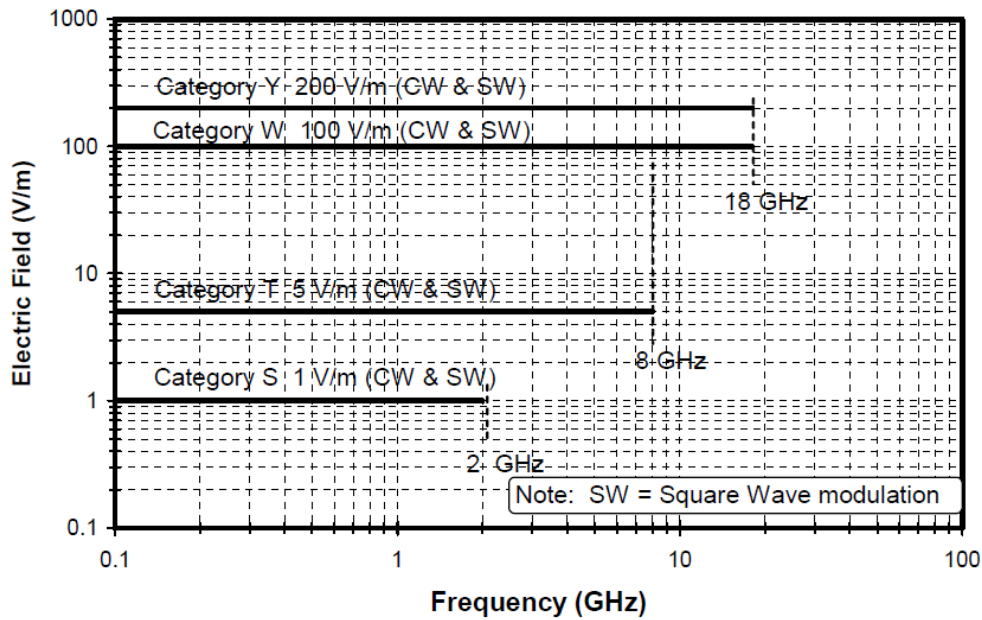 1000
Category Y 200 V/m (CW & SW)
Category W 100 V/m (CW & SW)
100
18 GHz
Electric Field (V/m)
10
Category T 5 V/m (CW & SW)
8 GHz
Category S 1 V/m (CW & SW)
1
2 GHz
Note: SW = Square Wave modulation
0.1
0.1 1 10 100
Frequency (GHz)